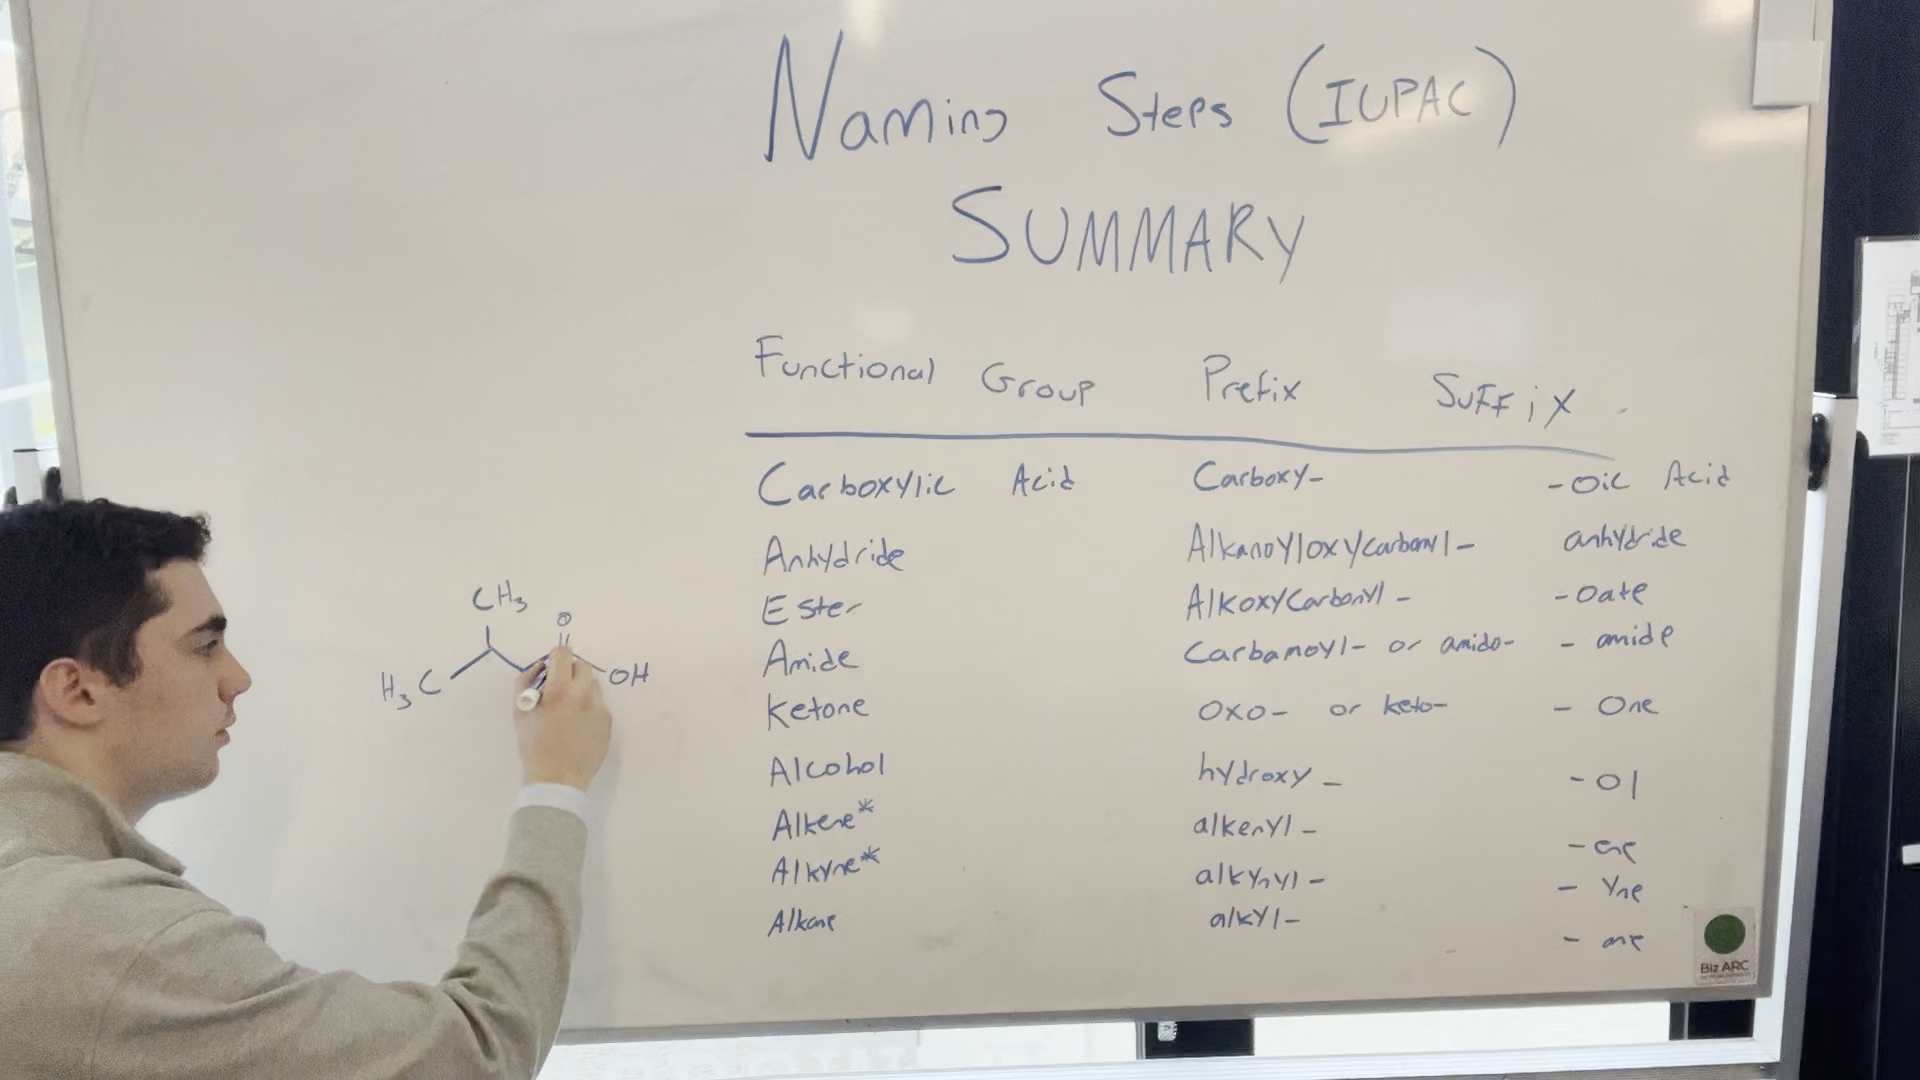 Naming Steps (IUPAC)
SUMMARY
Functional Group Prefix Suffix
Carboxylic Acid Carboxy- -Oic Acid
Anhydride Alkanoyloxycarbonyl- anhydride
Ester Alkoxycarbonyl- -Oate
Amide Carbamoyl- or amido- - amide
Ketone Oxo- or keto- - One
Alcohol hydroxy- - Ol
Alkene* alkenyl- - ene
Alkyne* alkynyl- - Yne
Alkane alkyl- - ane
CH3
O
H3C
OH
Biz ARC